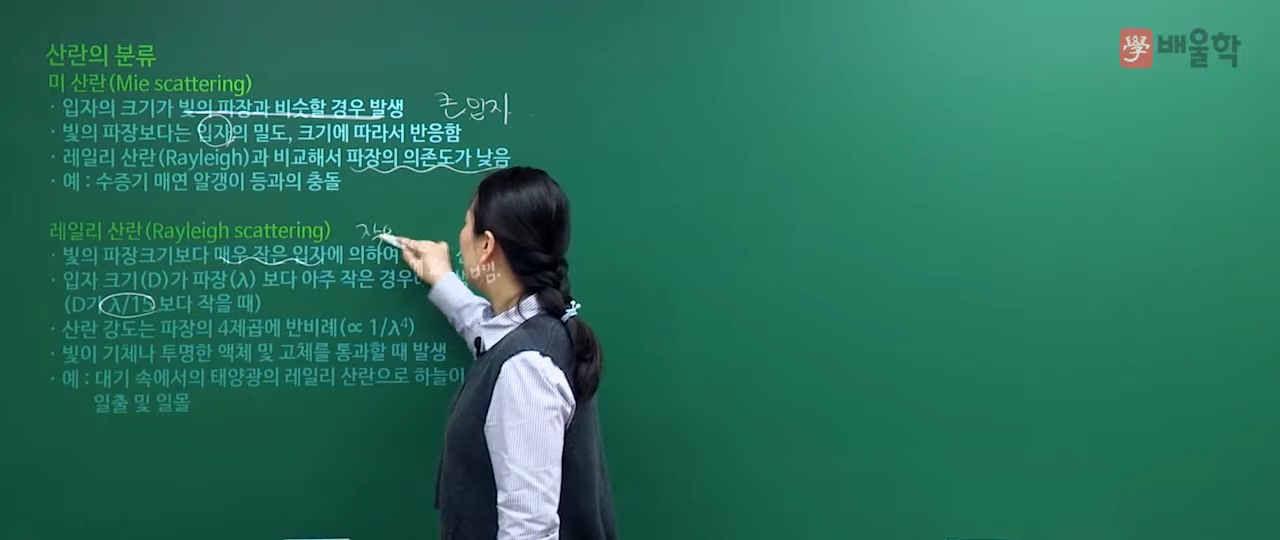 學 배울학
산란의 분류
미 산란(Mie scattering)
· 입자의 크기가 빛의 파장과 비슷할 경우 발생 큰 입자
· 빛의 파장보다는 입자의 밀도, 크기에 따라서 반응함
· 레일리 산란(Rayleigh)과 비교해서 파장의 의존도가 낮음
· 예 : 수증기 매연 알갱이 등과의 충돌
레일리 산란(Rayleigh scattering) 작은
· 빛의 파장크기보다 매우 작은 입자에 의하여
· 입자 크기(D)가 파장(λ) 보다 아주 작은 경우
(D가 λ/15 보다 작을 때)
· 산란 강도는 파장의 4제곱에 반비례(∝ 1/λ⁴)
· 빛이 기체나 투명한 액체 및 고체를 통과할 때 발생
· 예 : 대기 속에서의 태양광의 레일리 산란으로 하늘이
일출 및 일몰